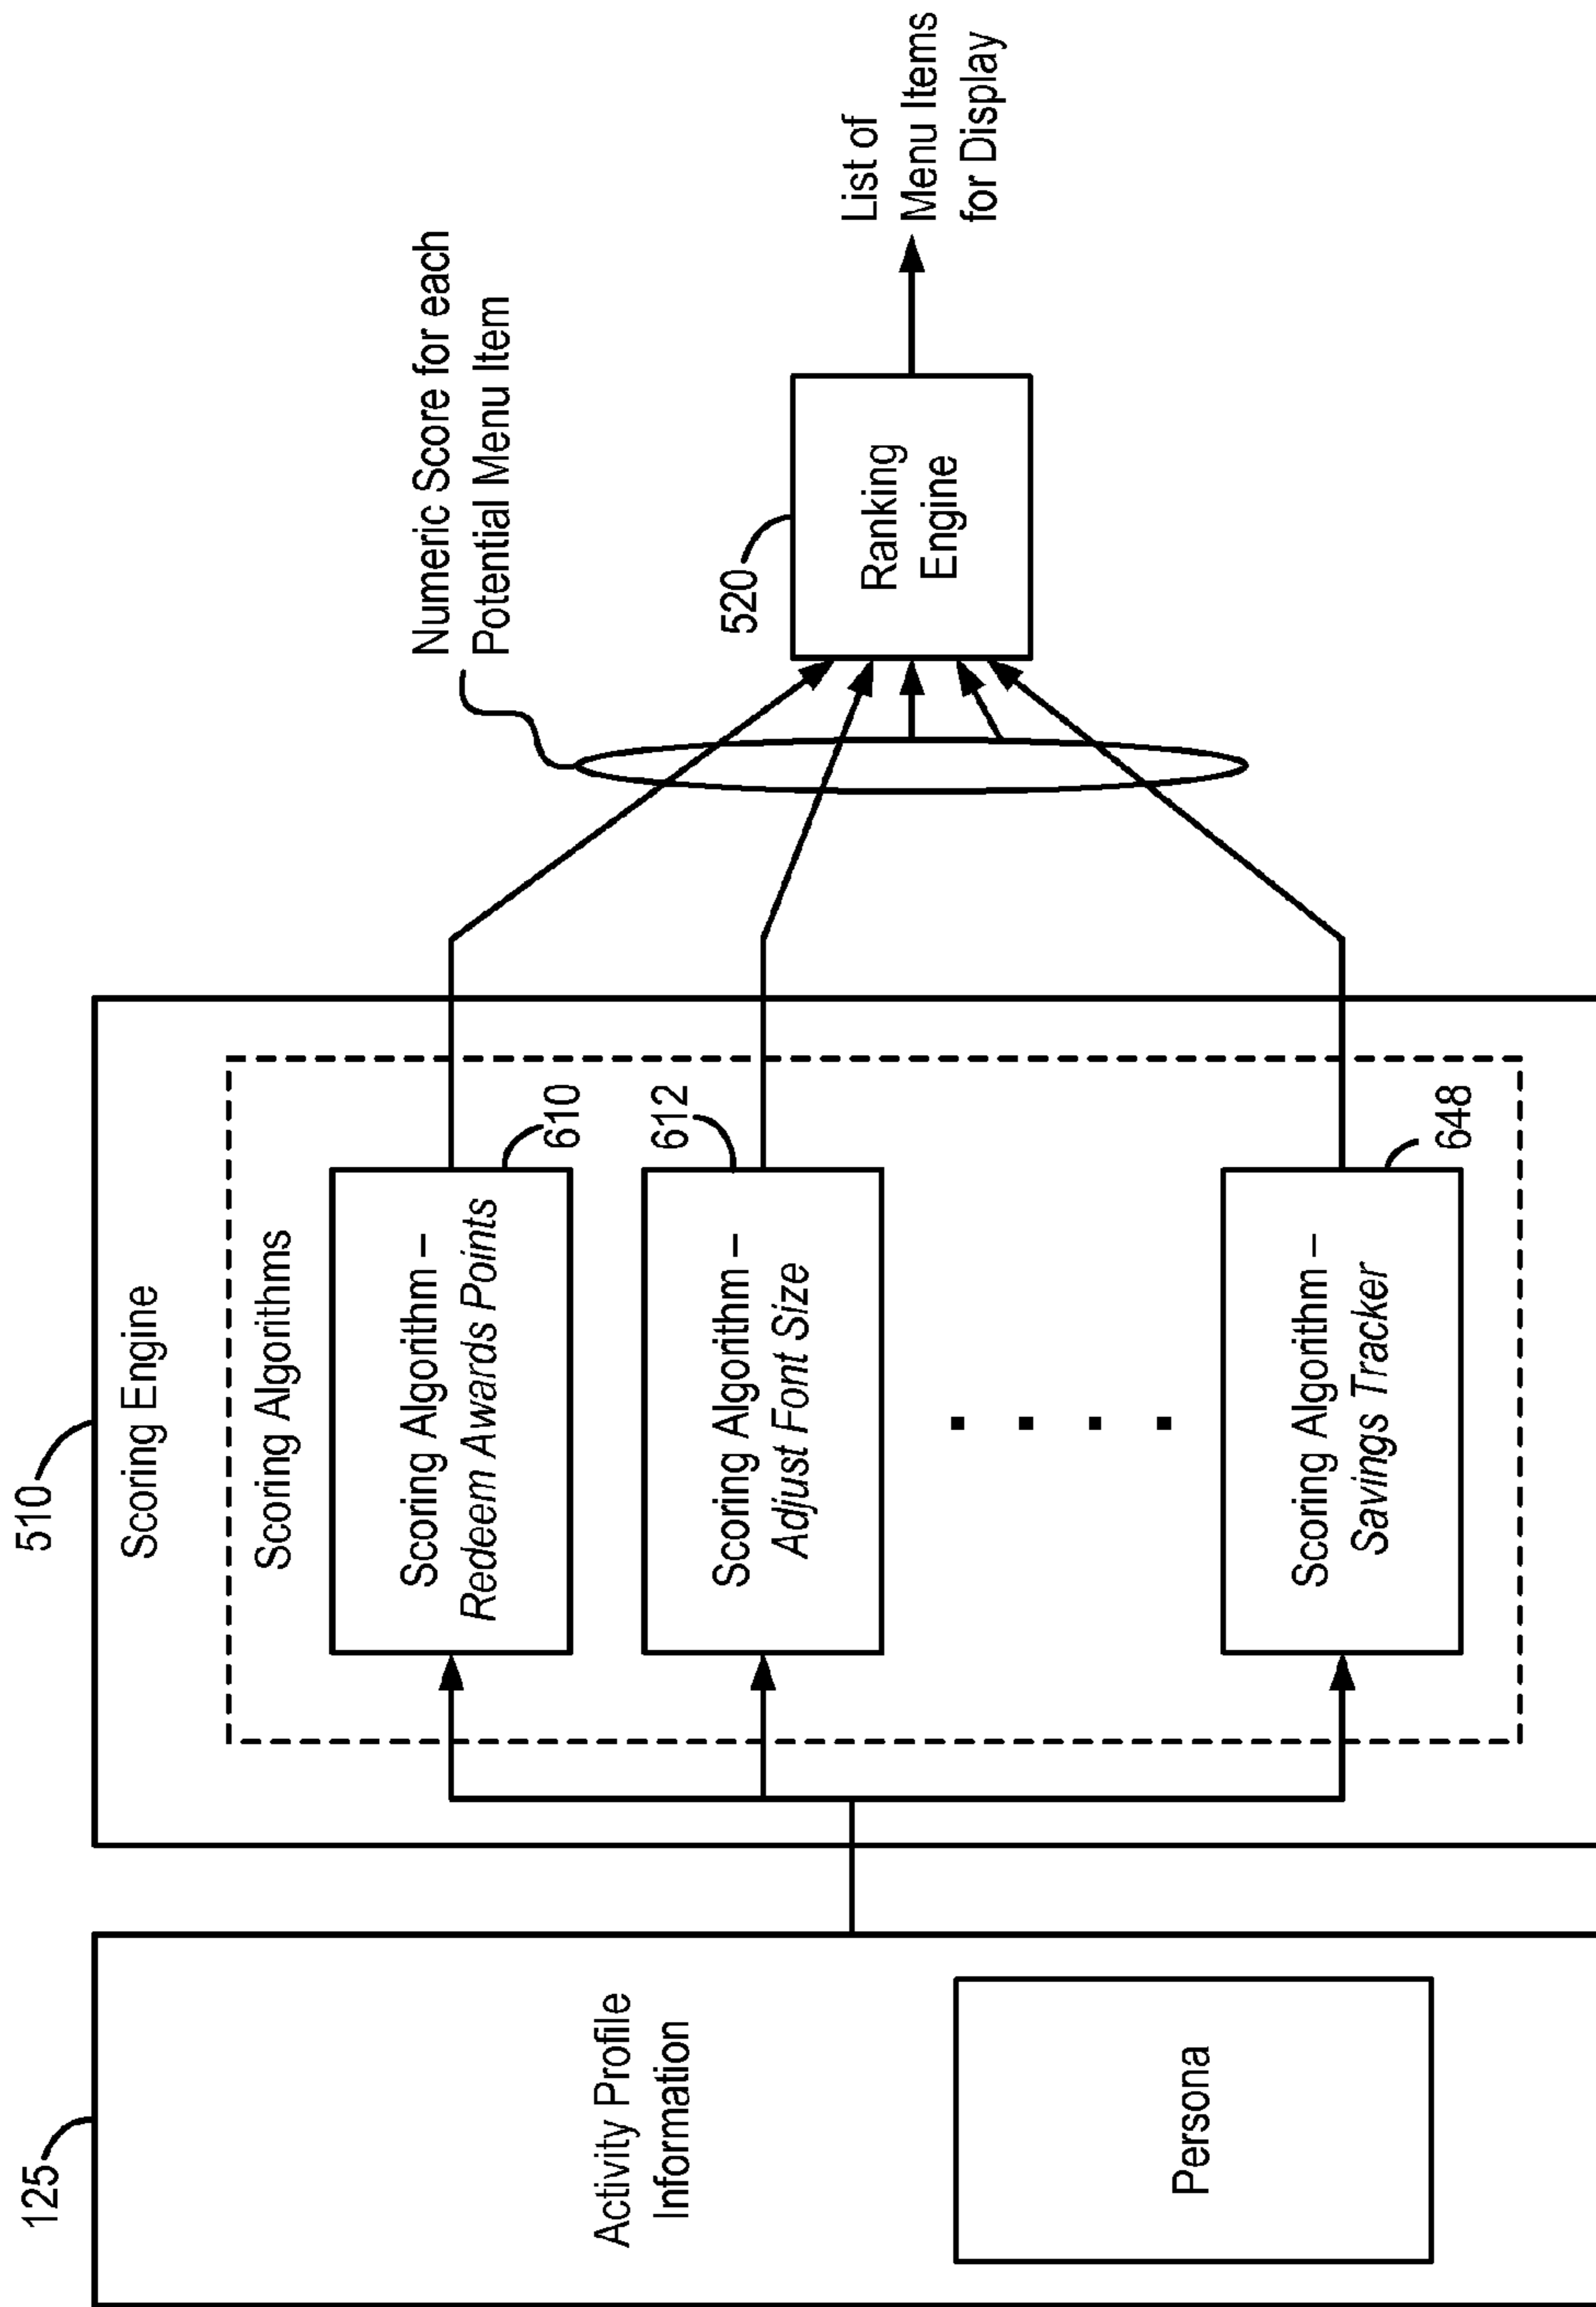 125
Activity Profile
Information
Persona
510
Scoring Engine
Scoring Algorithms
Scoring Algorithm –
Redeem Awards Points
610
Scoring Algorithm –
Adjust Font Size
612
Scoring Algorithm –
Savings Tracker
648
Numeric Score for each
Potential Menu Item
520
Ranking
Engine
List of
Menu Items
for Display